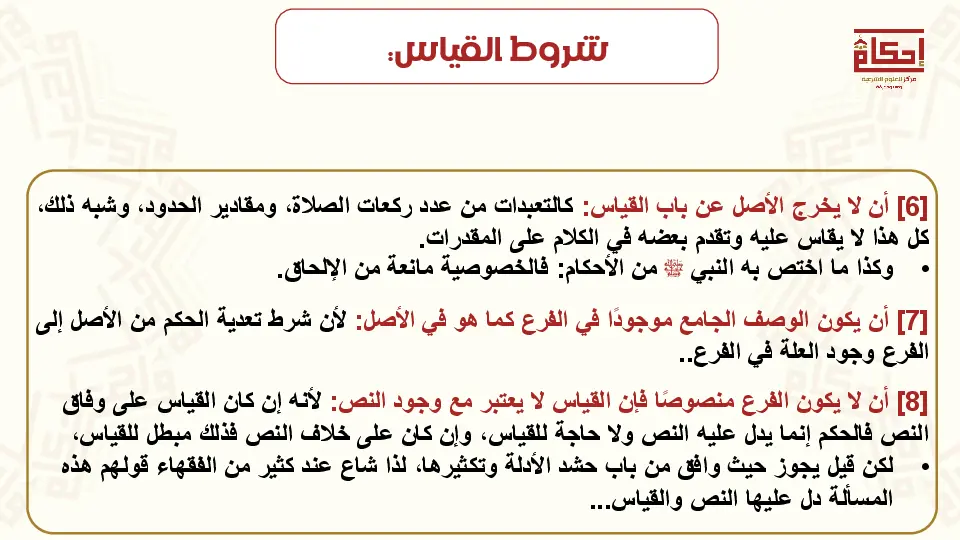 شروط القياس:
إحكام
مركز للعلوم الشرعية
[6] أن لا يخرج الأصل عن باب القياس: كالتعبدات من عدد ركعات الصلاة، ومقادير الحدود، وشبه ذلك،
كل هذا لا يقاس عليه وتقدم بعضه في الكلام على المقدرات.
• وكذا ما اختص به النبي ﷺ من الأحكام: فالخصوصية مانعة من الإلحاق.
[7] أن يكون الوصف الجامع موجودًا في الفرع كما هو في الأصل: لأن شرط تعدية الحكم من الأصل إلى
الفرع وجود العلة في الفرع..
[8] أن لا يكون الفرع منصوصًا فإن القياس لا يعتبر مع وجود النص: لأنه إن كان القياس على وفاق
النص فالحكم إنما يدل عليه النص ولا حاجة للقياس، وإن كان على خلاف النص فذلك مبطل للقياس،
• لكن قيل يجوز حيث وافق من باب حشد الأدلة وتكثيرها، لذا شاع عند كثير من الفقهاء قولهم هذه
المسألة دل عليها النص والقياس...